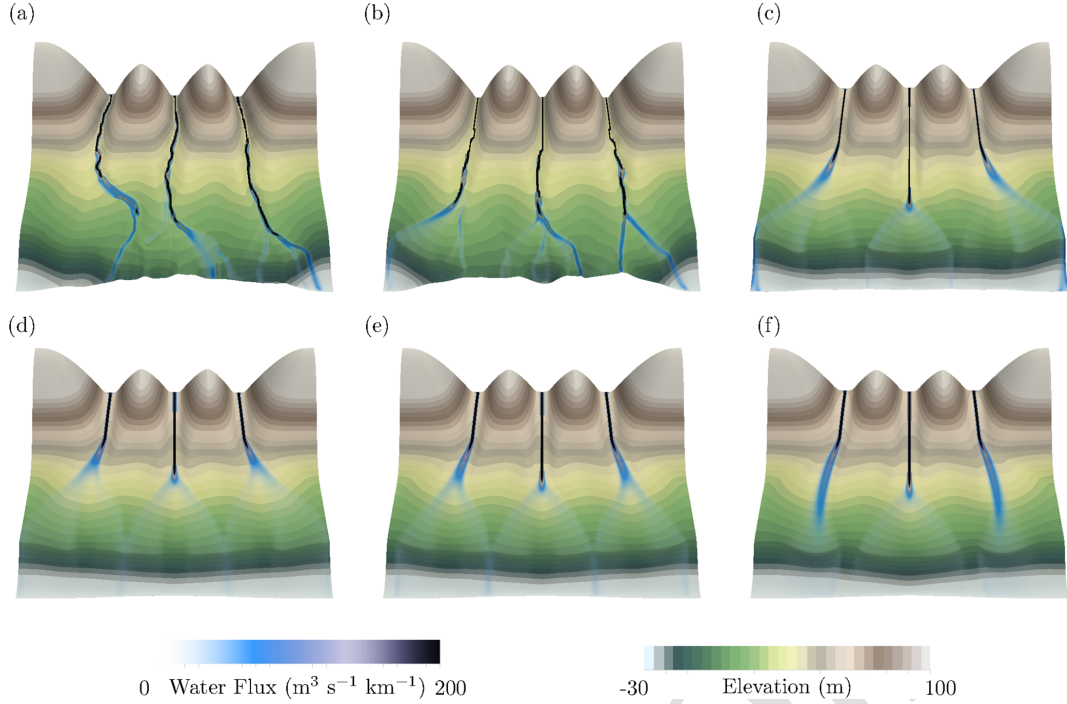 (a) (b) (c)
(d) (e) (f)
0 Water Flux (m³ s⁻¹ km⁻¹) 200
-30 Elevation (m) 100